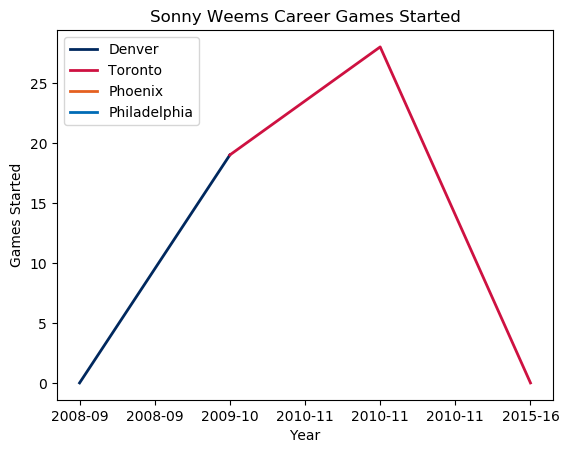 Sonny Weems Career Games Started
Denver
Toronto
Phoenix
Philadelphia
25
20
15
10
5
0
Games Started
2008-09 2008-09 2009-10 2010-11 2010-11 2010-11 2015-16
Year